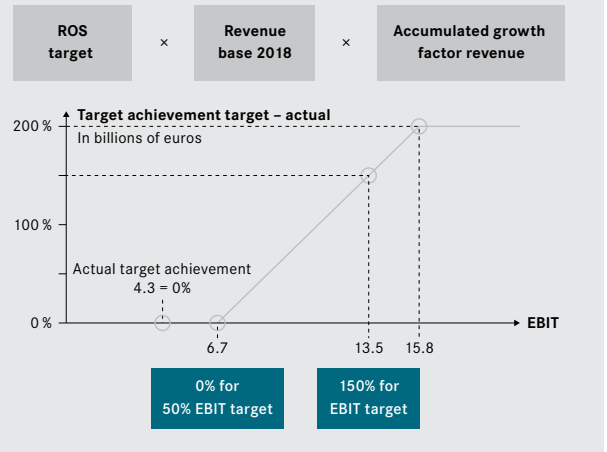 ROS
target
×
Revenue
base 2018
×
Accumulated growth
factor revenue
Target achievement target – actual
200 %
In billions of euros
100 %
Actual target achievement
4.3 = 0%
0 %
EBIT
6.7
13.5
15.8
0% for
50% EBIT target
150% for
EBIT target